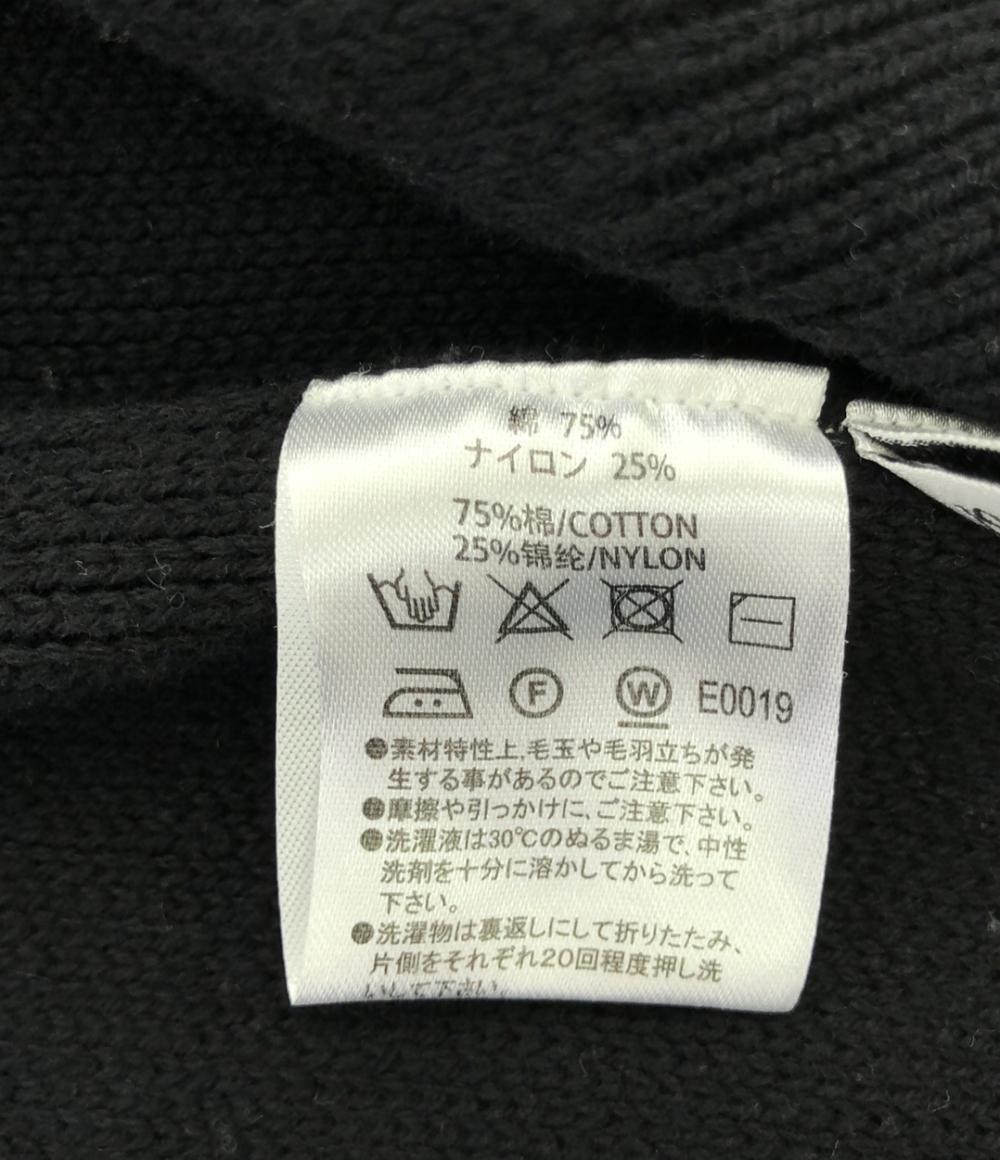 綿 75%
ナイロン 25%
75%棉/COTTON
25%锦纶/NYLON
F W E0019
●素材特性上、毛玉や毛羽立ちが発
生する事があるのでご注意下さい。
●摩擦や引っかけに、ご注意下さい。
●洗濯液は30℃のぬるま湯で、中性
洗剤を十分に溶かしてから洗って
下さい。
●洗濯物は裏返しにして折りたたみ、
片側をそれぞれ20回程度押し洗
いして下さい。